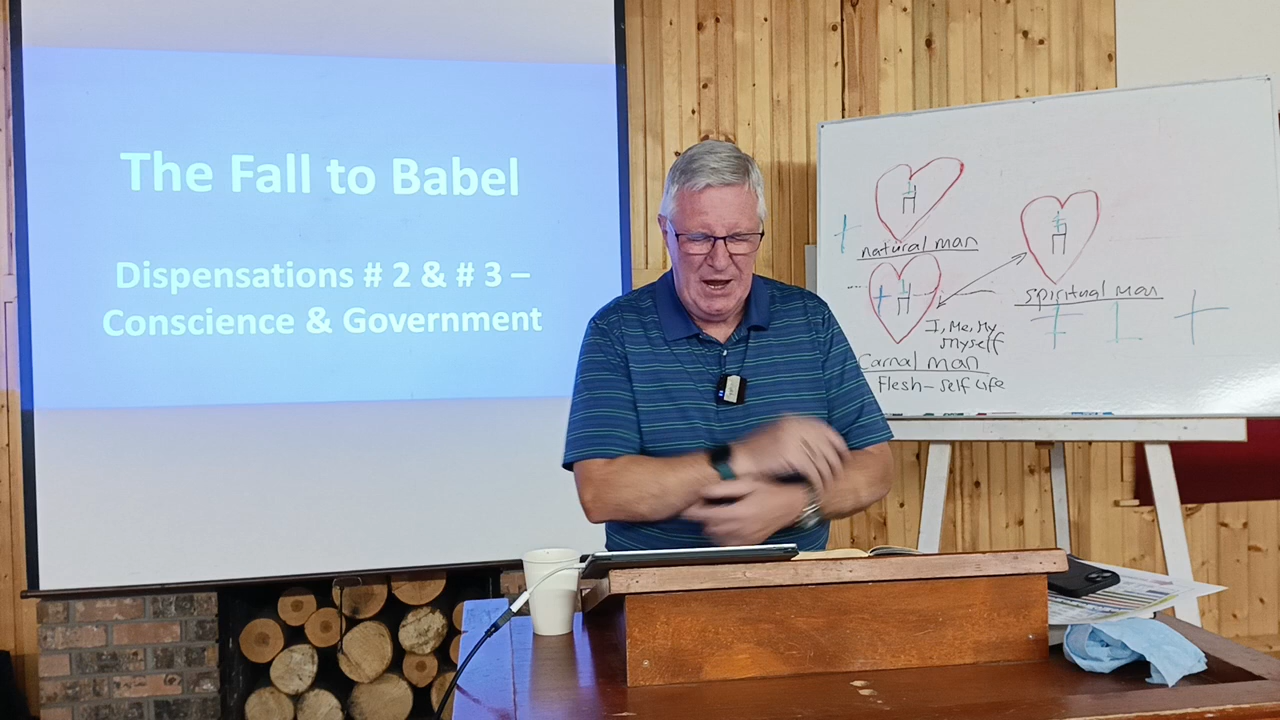 The Fall to Babel
Dispensations # 2 & # 3 –
Conscience & Government
natural man
spiritual man
I, Me, My
Myself
Carnal man
Flesh - Self Life